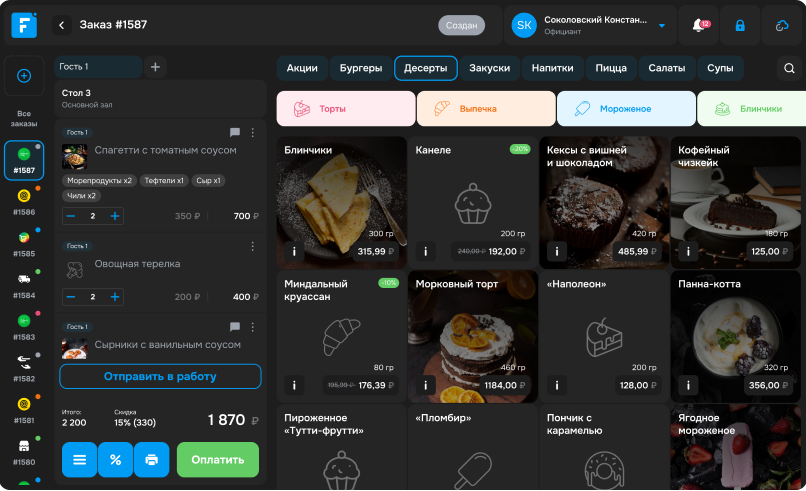 F
Заказ #1587
Создан
SK
Соколовский Констан...
Официант
12
Все
заказы
#1587
#1586
#1585
#1584
#1583
#1582
#1581
#1580
Гость 1
Стол 3
Основной зал
Гость 1
Спагетти с томатным соусом
Морепродукты x2
Тефтели x1
Сыр x1
Чили x2
2
350 ₽
700 ₽
Гость 1
Овощная терелка
2
200 ₽
400 ₽
Гость 1
Сырники с ванильным соусом
Отправить в работу
Итого:
2 200
Скидка
15% (330)
1 870 ₽
%
Оплатить
Акции
Бургеры
Десерты
Закуски
Напитки
Пицца
Салаты
Супы
Торты
Выпечка
Мороженое
Блинчики
Блинчики
300 гр
i
315,99 ₽
Канеле
-20%
200 гр
i
240,00 ₽
192,00 ₽
Кексы с вишней
и шоколадом
420 гр
i
485,99 ₽
Кофейный
чизкейк
180 гр
i
125,00 ₽
Миндальный
круассан
-10%
80 гр
i
195,99 ₽
176,39 ₽
Морковный торт
460 гр
i
1184,00 ₽
«Наполеон»
200 гр
i
128,00 ₽
Панна-котта
320 гр
i
356,00 ₽
Пироженное
«Тутти-фрутти»
«Пломбир»
Пончик с
карамелью
Ягодное
мороженое